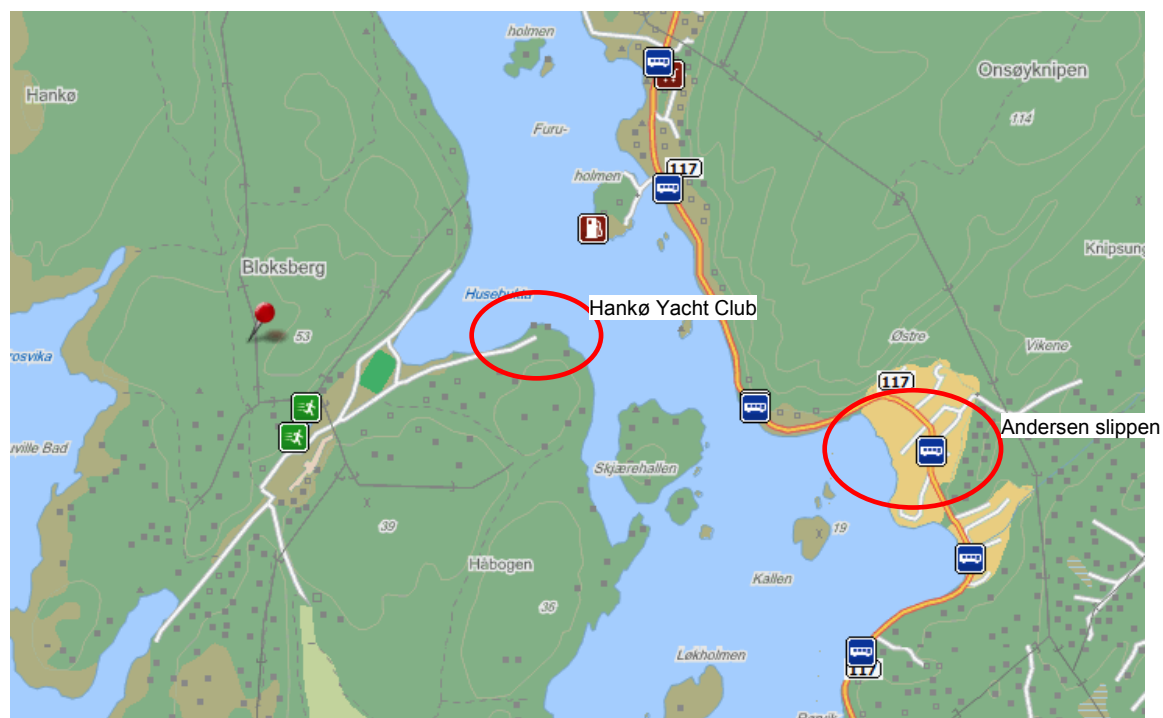 holmen
Hankø
Onsøyknipen
114
Furu-
117
holmen
Knipsung
Bloksberg
Husebukta
Hankø Yacht Club
53
Østre
Vikene
rosvika
117
Andersen slippen
uville Bad
Skjærehallen
39
19
Håbogen
Kallen
36
Løkholmen
117